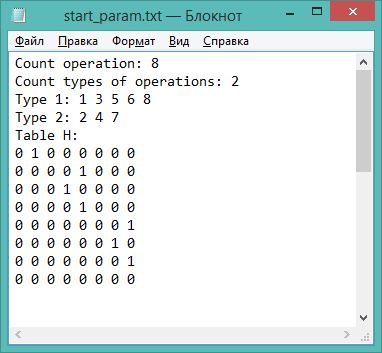 start_param.txt — Блокнот
Файл Правка Формат Вид Справка
Count operation: 8
Count types of operations: 2
Type 1: 1 3 5 6 8
Type 2: 2 4 7
Table H:
0 1 0 0 0 0 0 0
0 0 0 0 1 0 0 0
0 0 0 1 0 0 0 0
0 0 0 0 1 0 0 0
0 0 0 0 0 0 0 1
0 0 0 0 0 0 1 0
0 0 0 0 0 0 0 1
0 0 0 0 0 0 0 0